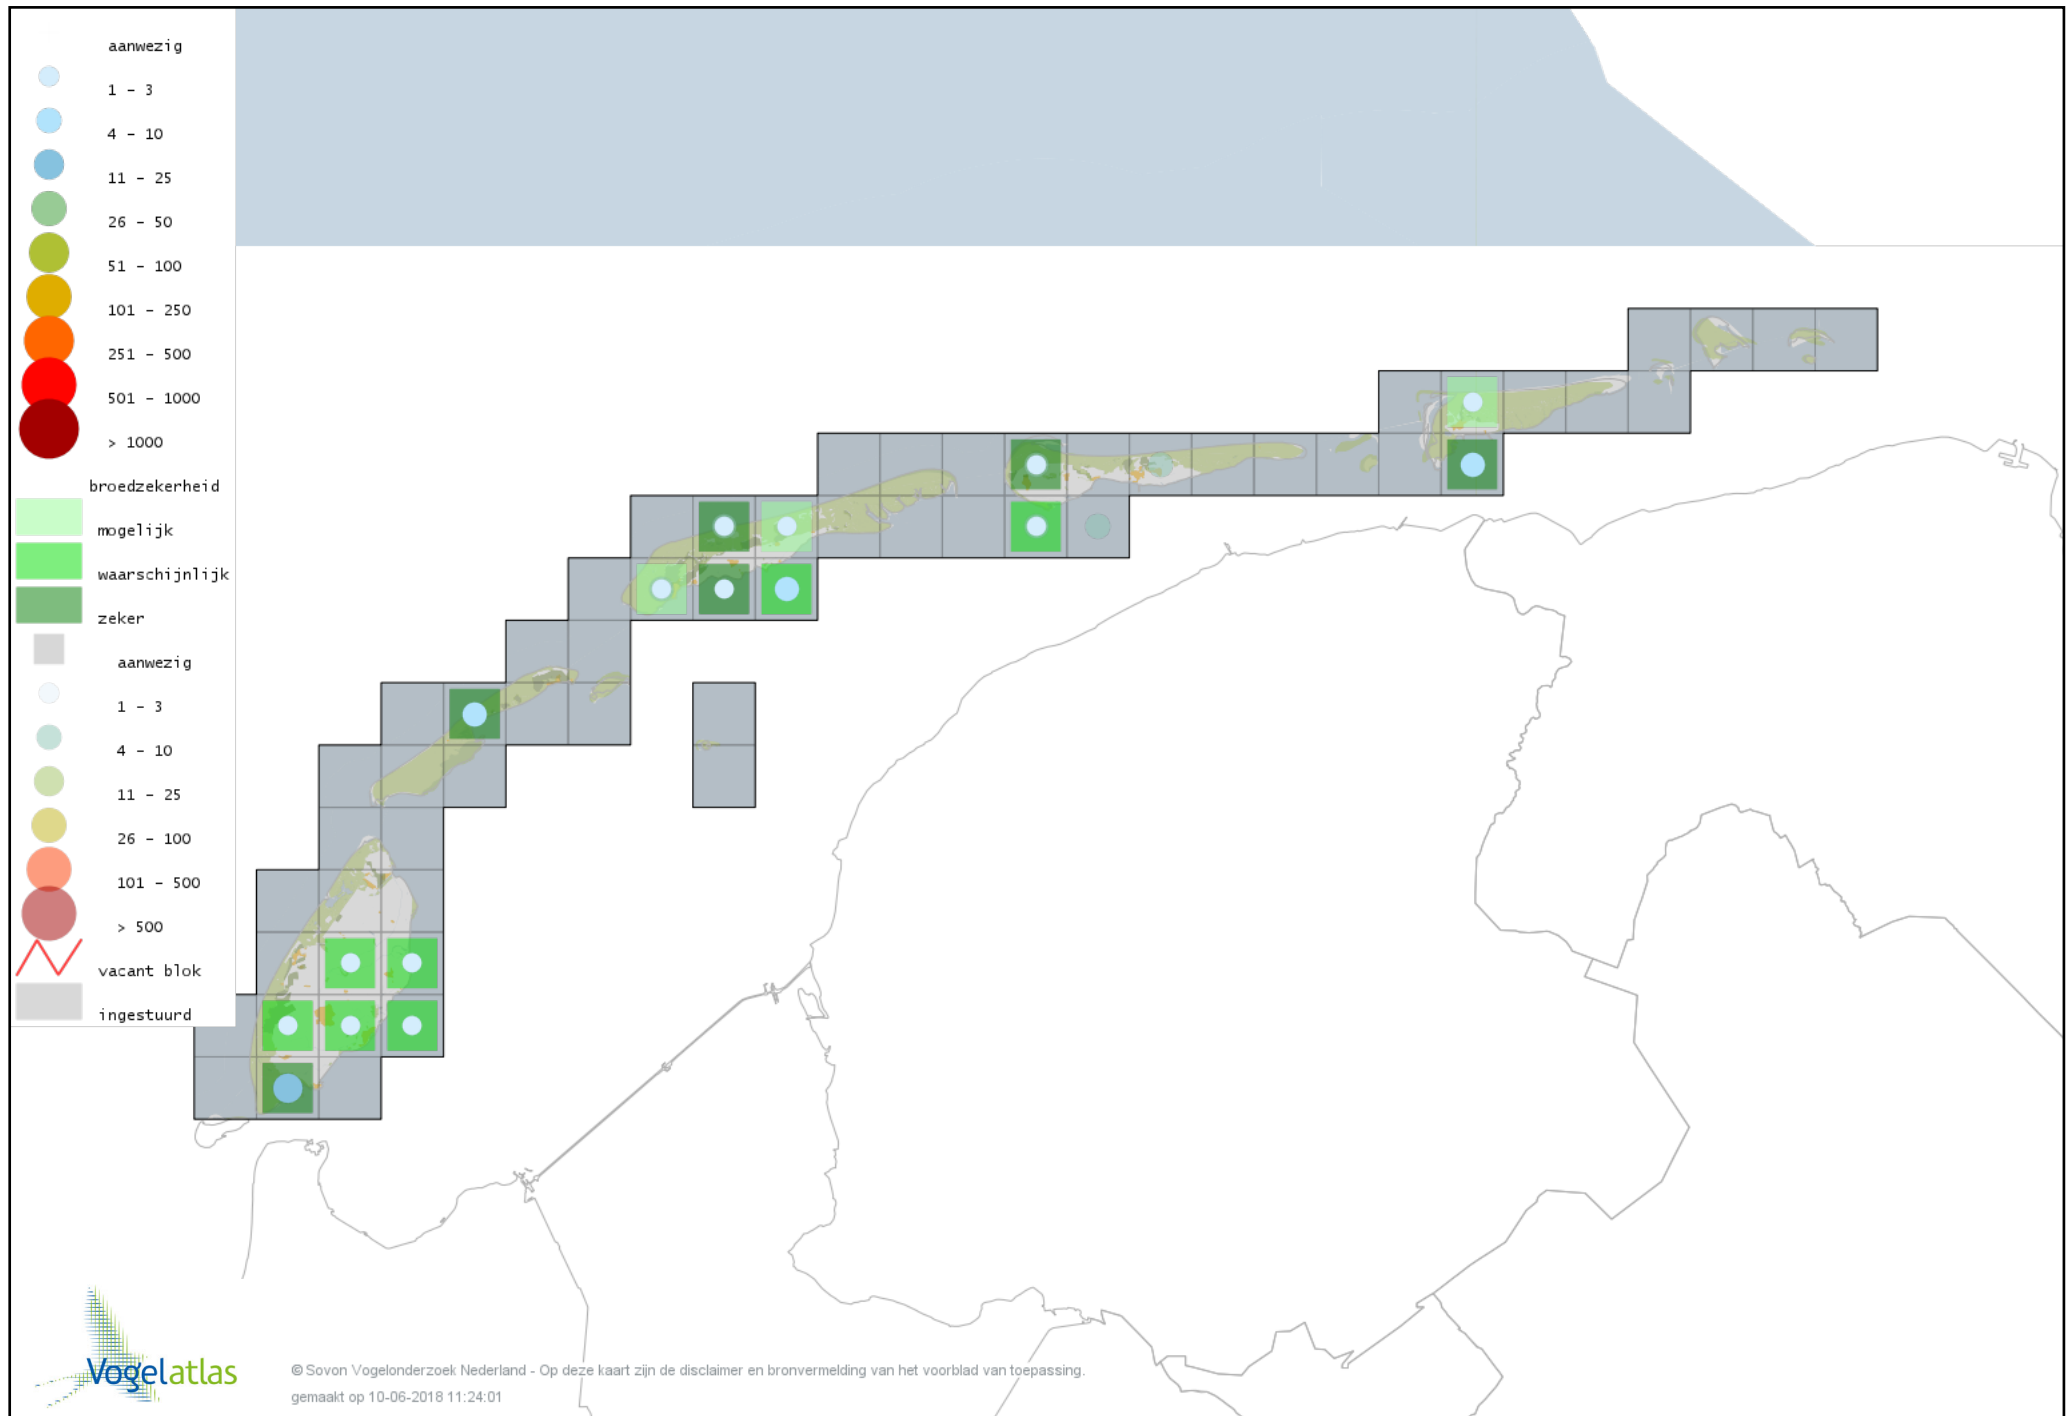 aanwezig
1 - 3
4 - 10
11 - 25
26 - 50
51 - 100
101 - 250
251 - 500
501 - 1000
> 1000
broedzekerheid
mogelijk
waarschijnlijk
zeker
aanwezig
1 - 3
4 - 10
11 - 25
26 - 100
101 - 500
> 500
vacant blok
ingestuurd
Vogelatlas
© Sovon Vogelonderzoek Nederland - Op deze kaart zijn de disclaimer en bronvermelding van het voorblad van toepassing.
gemaakt op 10-06-2018 11:24:01